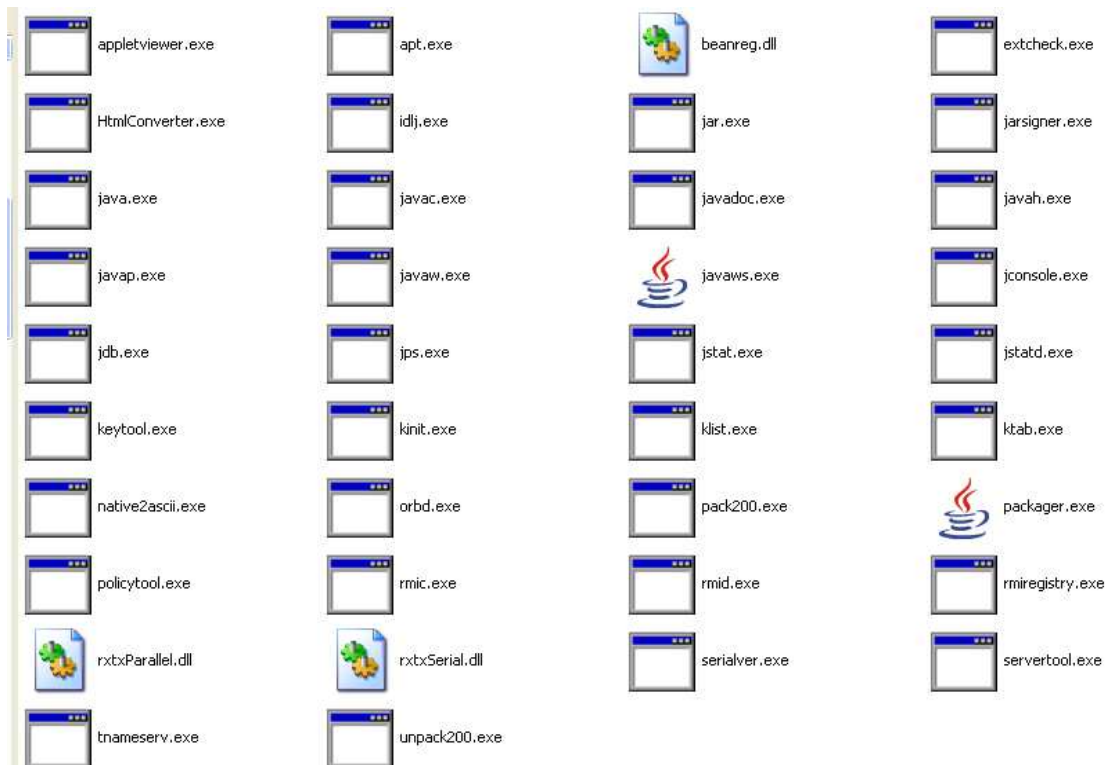 appletviewer.exe
apt.exe
beanreg.dll
extcheck.exe
HtmlConverter.exe
idlj.exe
jar.exe
jarsigner.exe
java.exe
javac.exe
javadoc.exe
javah.exe
javap.exe
javaw.exe
javaws.exe
jconsole.exe
jdb.exe
jps.exe
jstat.exe
jstatd.exe
keytool.exe
kinit.exe
klist.exe
ktab.exe
native2ascii.exe
orbd.exe
pack200.exe
packager.exe
policytool.exe
rmic.exe
rmid.exe
rmiregistry.exe
rxtxParallel.dll
rxtxSerial.dll
serialver.exe
servertool.exe
tnameserv.exe
unpack200.exe